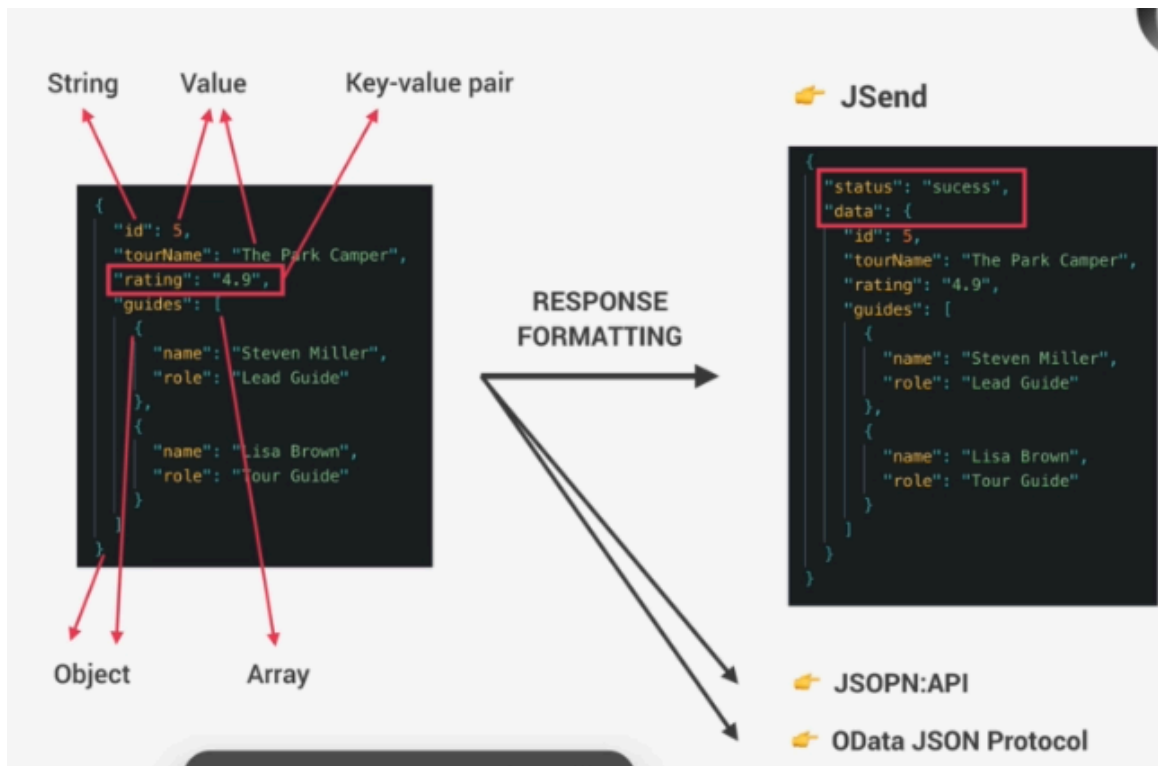 String Value Key-value pair
{
"id": 5,
"tourName": "The Park Camper",
"rating": "4.9",
"guides": [
{
"name": "Steven Miller",
"role": "Lead Guide"
},
{
"name": "Lisa Brown",
"role": "Tour Guide"
}
]
}
Object Array
RESPONSE
FORMATTING
👉 JSend
{
"status": "sucess",
"data": {
"id": 5,
"tourName": "The Park Camper",
"rating": "4.9",
"guides": [
{
"name": "Steven Miller",
"role": "Lead Guide"
},
{
"name": "Lisa Brown",
"role": "Tour Guide"
}
]
}
}
👉 JSOPN:API
👉 OData JSON Protocol